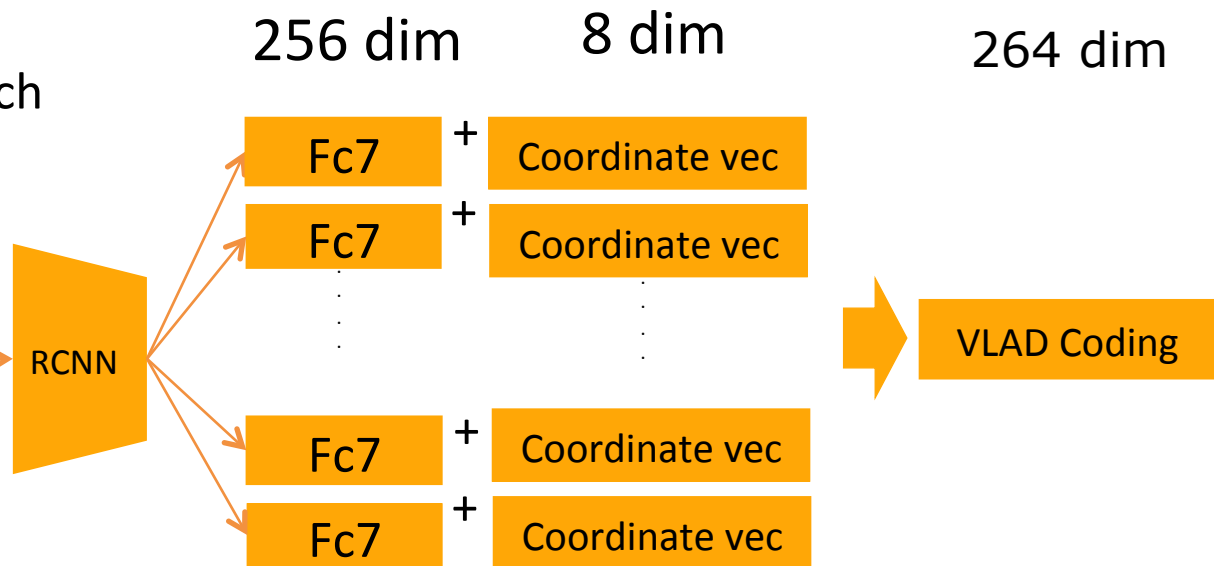 256 dim 8 dim 264 dim
ch
Fc7 + Coordinate vec
Fc7 + Coordinate vec
RCNN
VLAD Coding
Fc7 + Coordinate vec
Fc7 + Coordinate vec